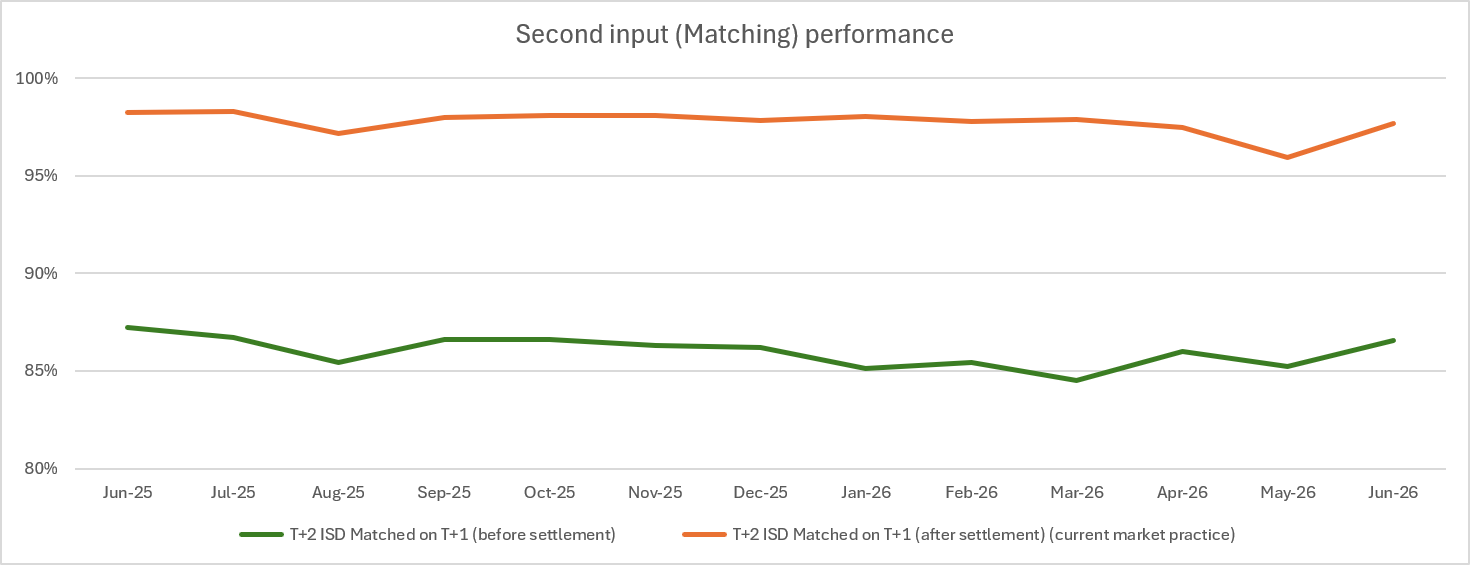 Second input (Matching) performance
100%
95%
90%
85%
80%
Jun-25 Jul-25 Aug-25 Sep-25 Oct-25 Nov-25 Dec-25 Jan-26 Feb-26 Mar-26 Apr-26 May-26 Jun-26
T+2 ISD Matched on T+1 (before settlement) T+2 ISD Matched on T+1 (after settlement) (current market practice)